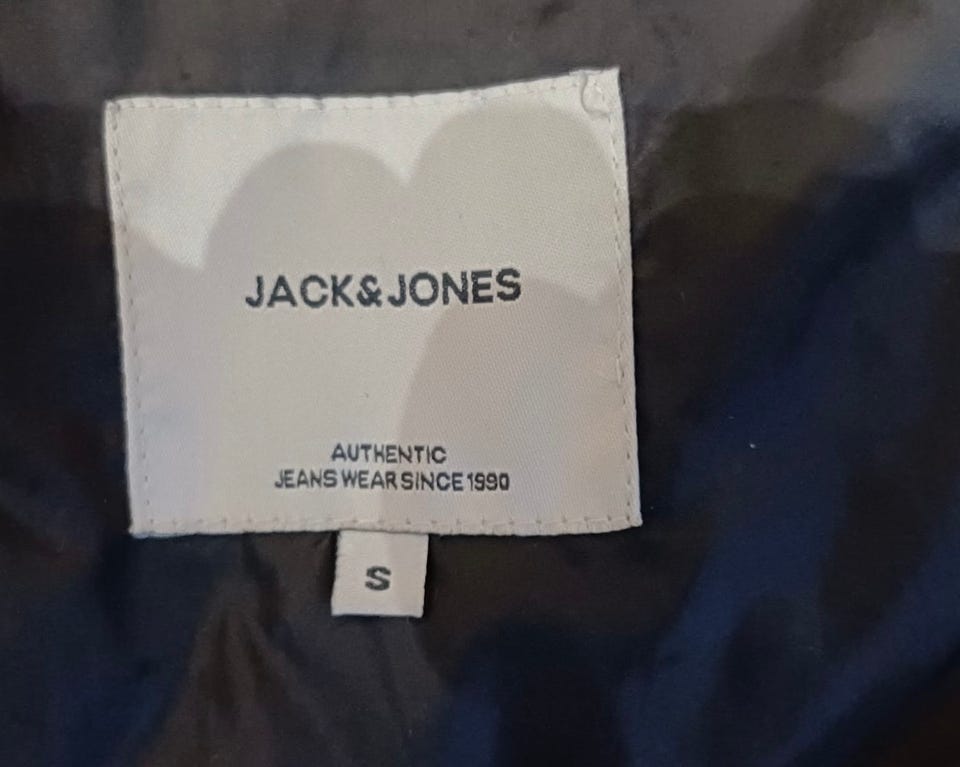 JACK&JONES
AUTHENTIC
JEANS WEAR SINCE 1990
S